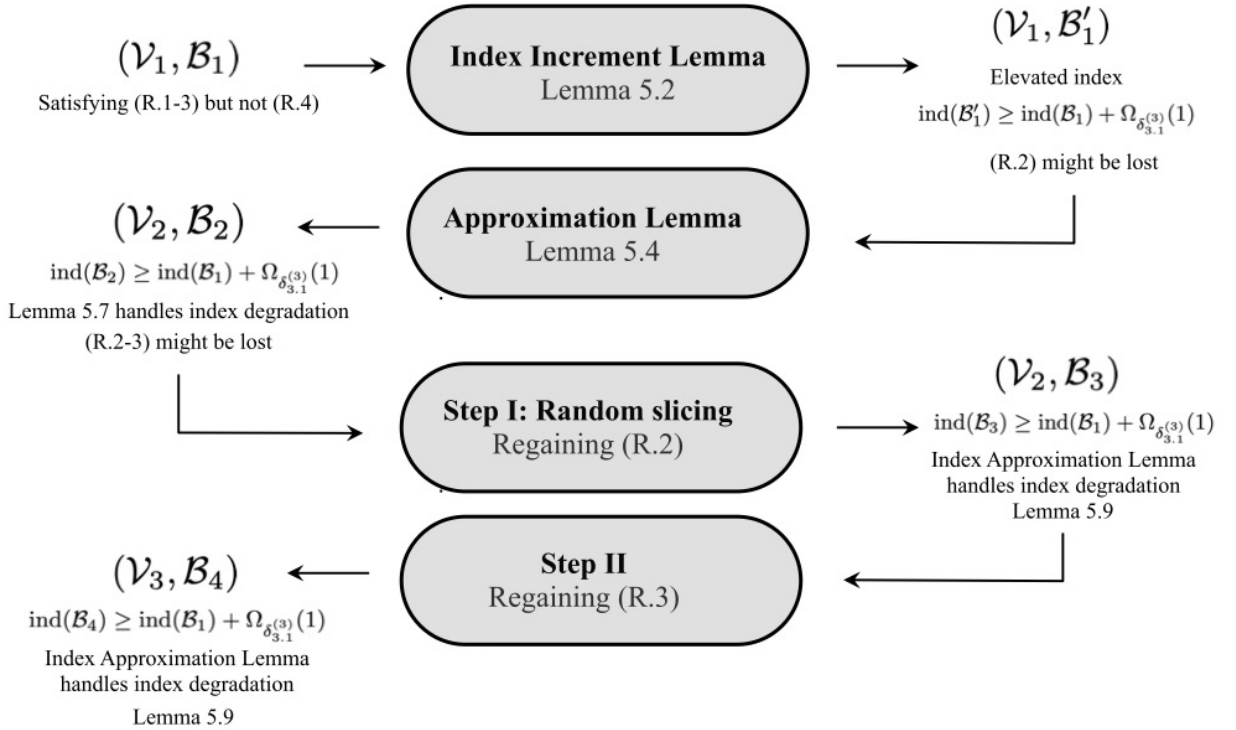 (𝒱₁, ℬ₁)
Satisfying (R.1-3) but not (R.4)
Index Increment Lemma
Lemma 5.2
(𝒱₁, ℬ′₁)
Elevated index
ind(ℬ′₁) ≥ ind(ℬ₁) + Ω_{δ_{3.1}^{(3)}}(1)
(R.2) might be lost
Approximation Lemma
Lemma 5.4
(𝒱₂, ℬ₂)
ind(ℬ₂) ≥ ind(ℬ₁) + Ω_{δ_{3.1}^{(3)}}(1)
Lemma 5.7 handles index degradation
(R.2-3) might be lost
Step I: Random slicing
Regaining (R.2)
(𝒱₂, ℬ₃)
ind(ℬ₃) ≥ ind(ℬ₁) + Ω_{δ_{3.1}^{(3)}}(1)
Index Approximation Lemma
handles index degradation
Lemma 5.9
Step II
Regaining (R.3)
(𝒱₃, ℬ₄)
ind(ℬ₄) ≥ ind(ℬ₁) + Ω_{δ_{3.1}^{(3)}}(1)
Index Approximation Lemma
handles index degradation
Lemma 5.9